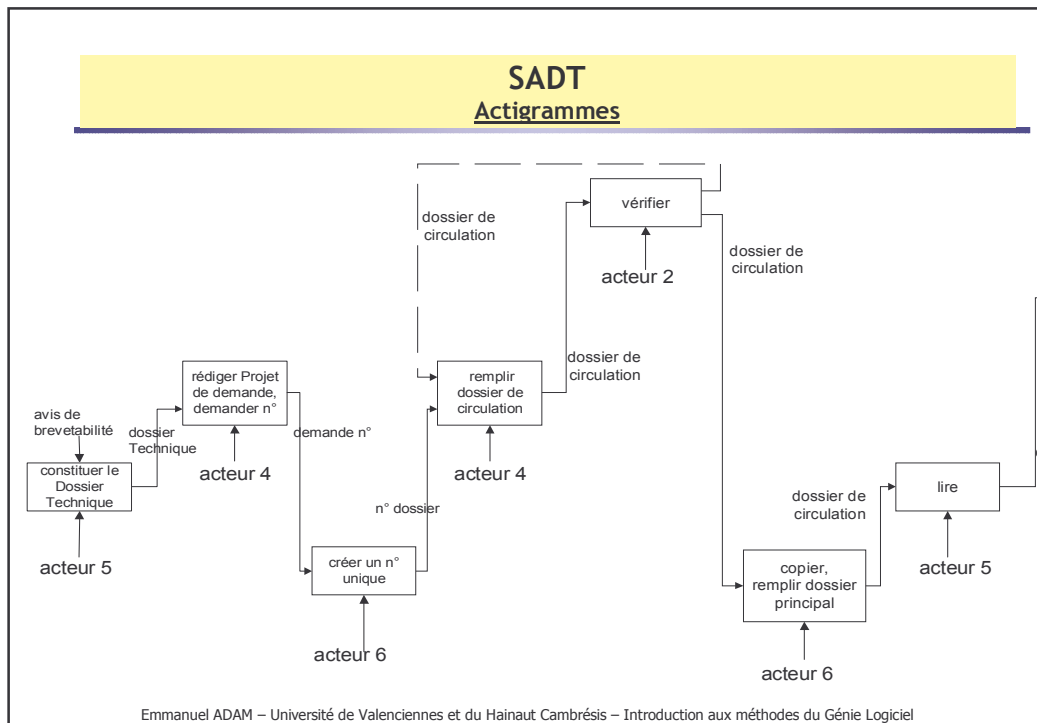 SADT
Actigrammes
vérifier
dossier de
circulation
dossier de
circulation
acteur 2
dossier de
circulation
rédiger Projet
de demande,
demander n°
remplir
dossier de
circulation
avis de
brevetabilité
dossier
Technique
demande n°
acteur 4
acteur 4
constituer le
Dossier
Technique
lire
n° dossier
dossier de
circulation
acteur 5
créer un n°
unique
copier,
remplir dossier
principal
acteur 5
acteur 6
acteur 6
Emmanuel ADAM – Université de Valenciennes et du Hainaut Cambrésis – Introduction aux méthodes du Génie Logiciel